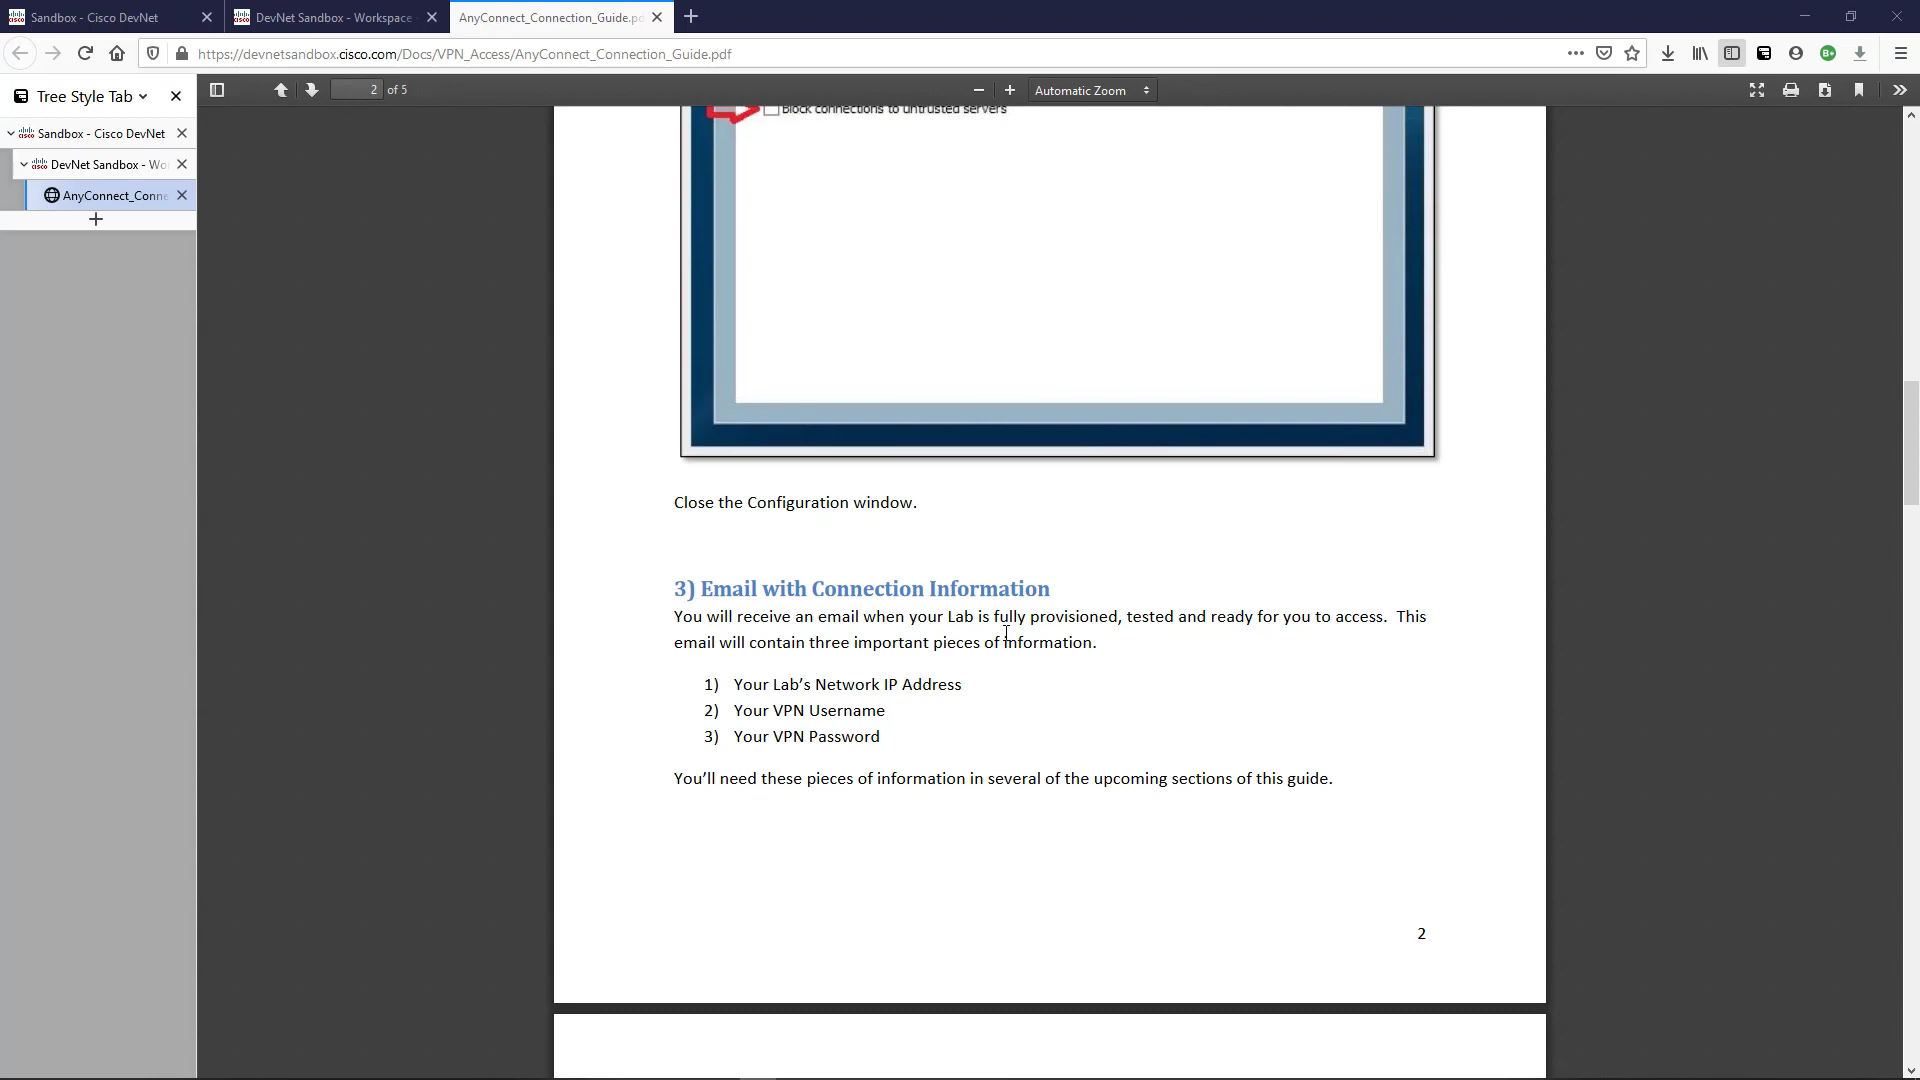 Sandbox - Cisco DevNet
DevNet Sandbox - Workspace
AnyConnect_Connection_Guide.pd
https://devnetsandbox.cisco.com/Docs/VPN_Access/AnyConnect_Connection_Guide.pdf
Tree Style Tab
2 of 5
Automatic Zoom
Sandbox - Cisco DevNet
DevNet Sandbox - Wo
AnyConnect_Conne
Block connections to untrusted servers
Close the Configuration window.
3) Email with Connection Information
You will receive an email when your Lab is fully provisioned, tested and ready for you to access. This
email will contain three important pieces of information.
1) Your Lab’s Network IP Address
2) Your VPN Username
3) Your VPN Password
You’ll need these pieces of information in several of the upcoming sections of this guide.
2